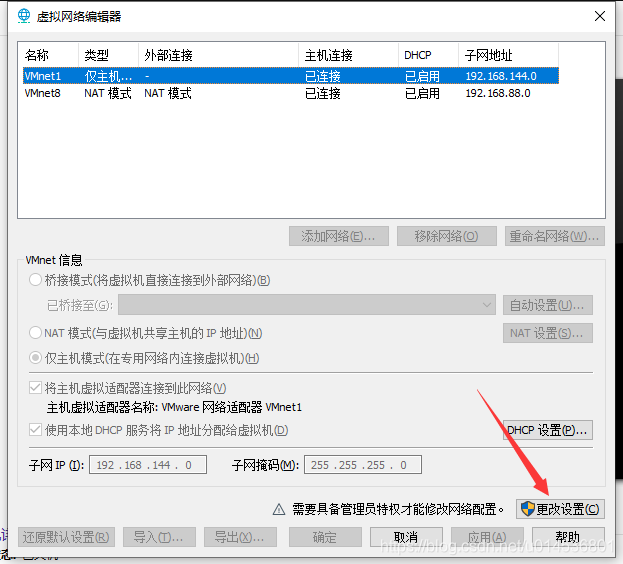 虚拟网络编辑器
名称 类型 外部连接 主机连接 DHCP 子网地址
VMnet1 仅主机... - 已连接 已启用 192.168.144.0
VMnet8 NAT 模式 NAT 模式 已连接 已启用 192.168.88.0
添加网络(E)... 移除网络(O) 重命名网络(W)...
VMnet 信息
桥接模式(将虚拟机直接连接到外部网络)(B)
已桥接至(G): 自动设置(U)...
NAT 模式(与虚拟机共享主机的 IP 地址)(N) NAT 设置(S)...
仅主机模式(在专用网络内连接虚拟机)(H)
将主机虚拟适配器连接到此网络(V)
主机虚拟适配器名称: VMware 网络适配器 VMnet1
使用本地 DHCP 服务将 IP 地址分配给虚拟机(D) DHCP 设置(P)...
子网 IP (I): 192 . 168 . 144 . 0 子网掩码(M): 255 . 255 . 255 . 0
需要具备管理员特权才能修改网络配置。 更改设置(C)
还原默认设置(R) 导入(T)... 导出(X)... 确定 取消 应用(A) 帮助